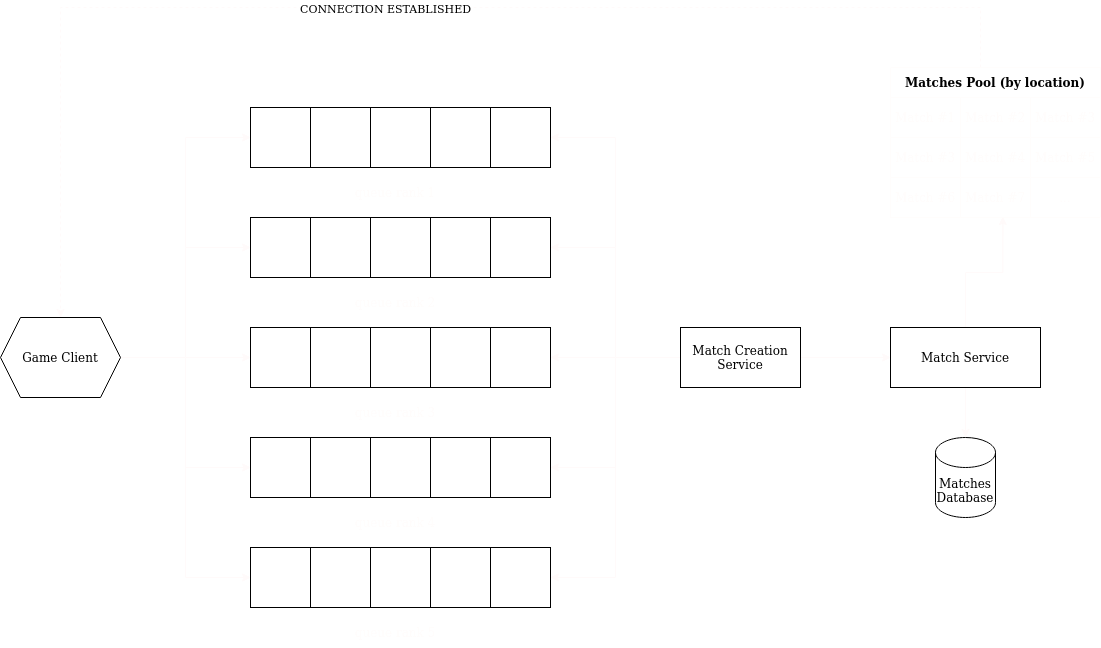 CONNECTION ESTABLISHED
Matches Pool (by location)
Game Client
Match Creation
Service
Match Service
Matches
Database